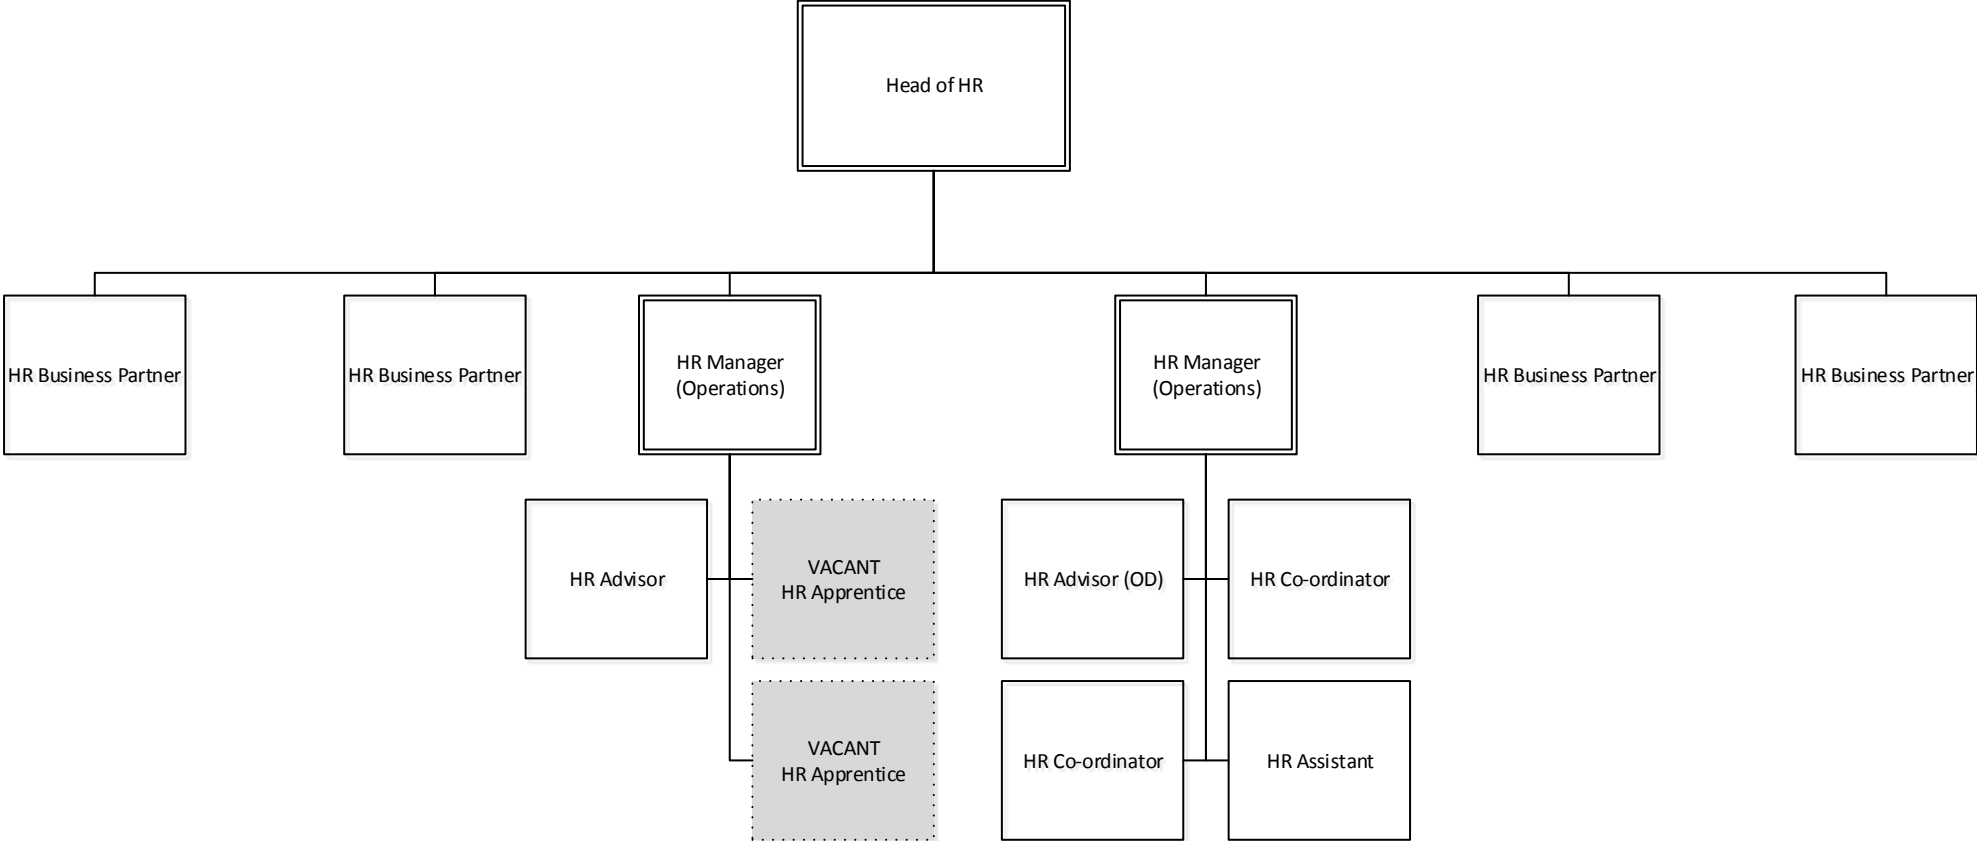 Head of HR
HR Business Partner
HR Business Partner
HR Manager
(Operations)
HR Manager
(Operations)
HR Business Partner
HR Business Partner
HR Advisor
VACANT
HR Apprentice
HR Advisor (OD)
HR Co-ordinator
VACANT
HR Apprentice
HR Co-ordinator
HR Assistant